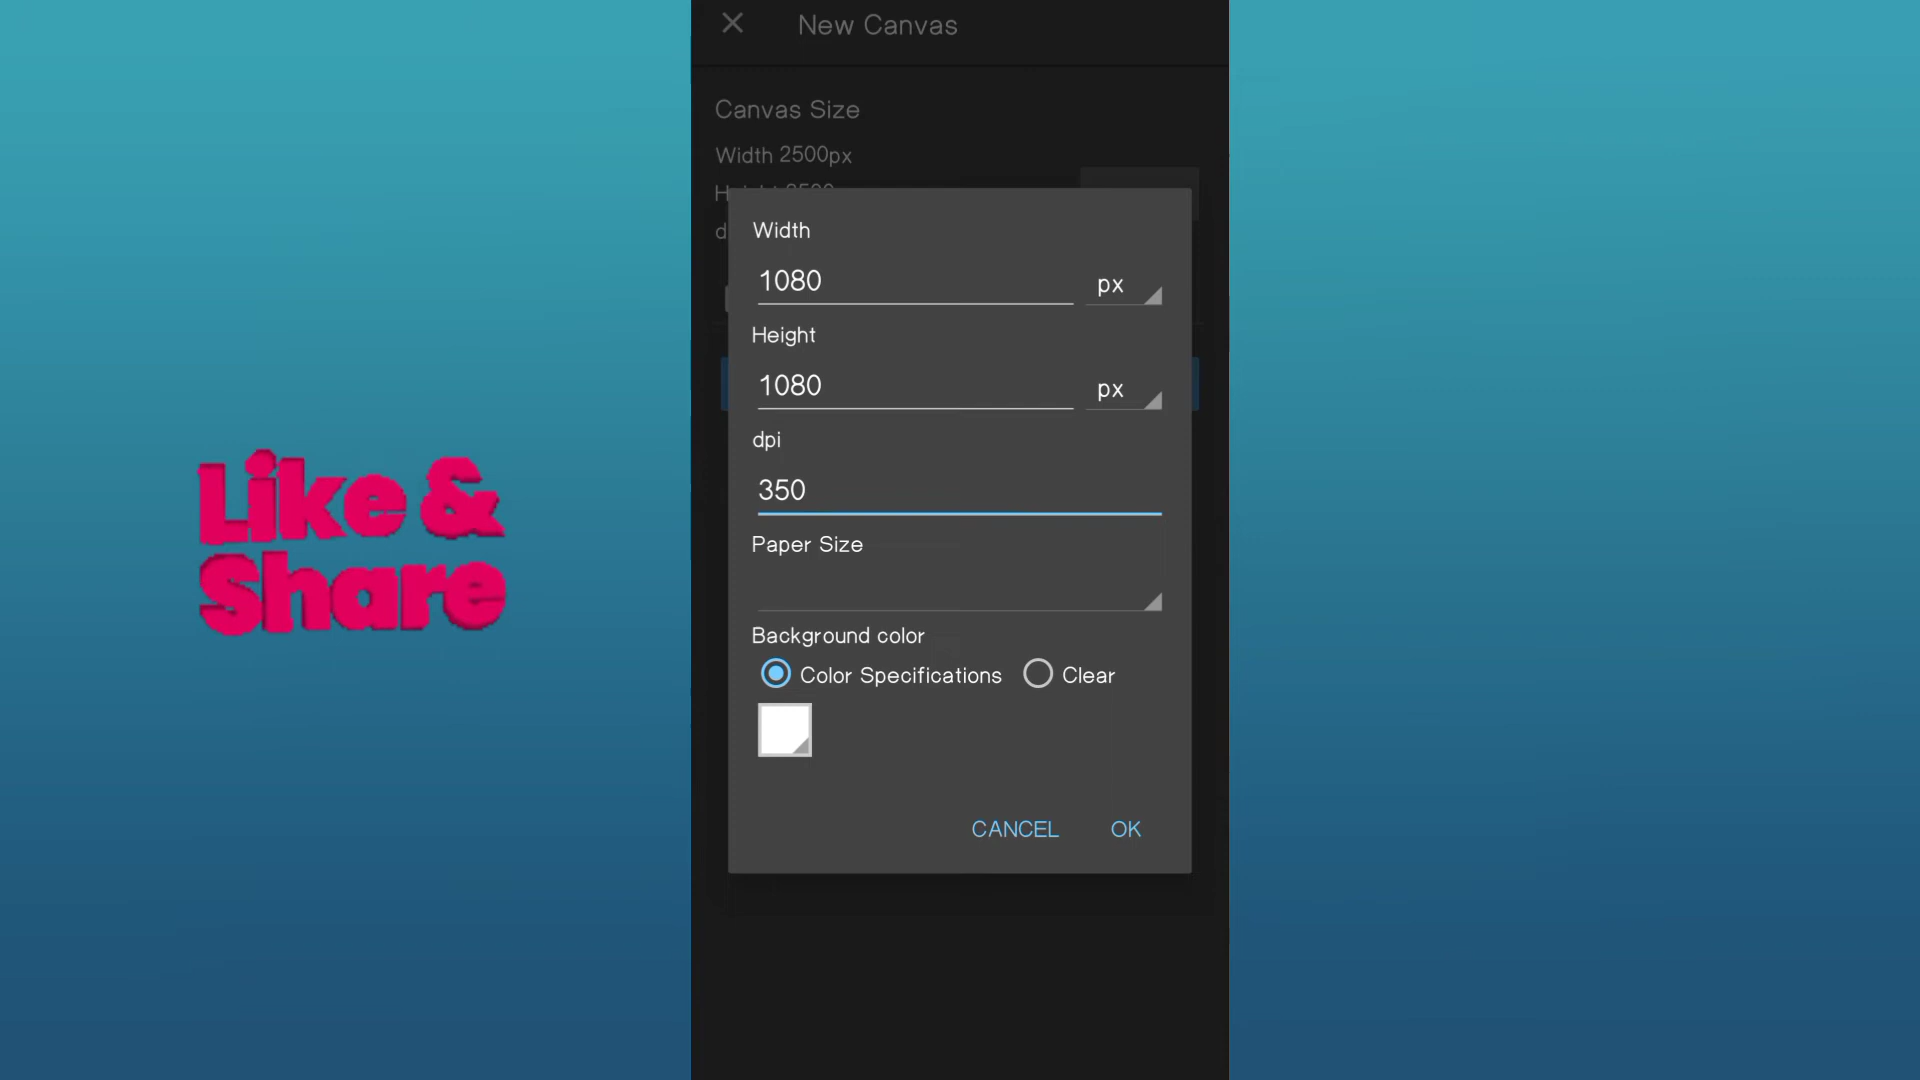 New Canvas
Canvas Size
Width 2500px
Width
1080 px
Height
1080 px
dpi
350
Paper Size
Background color
Color Specifications Clear
CANCEL OK
Like &
Share